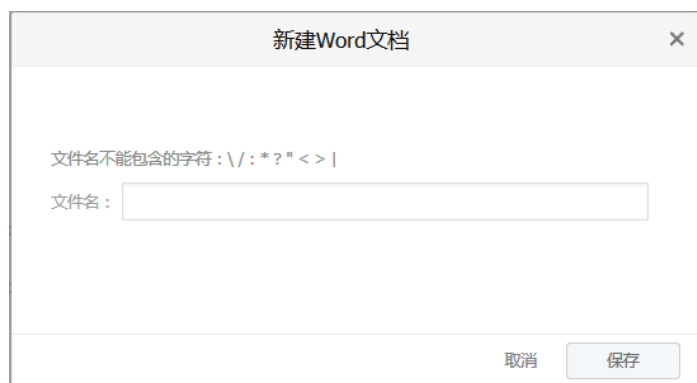 新建Word文档
文件名不能包含的字符 : \ / : * ? " < > |
文件名：
取消 保存